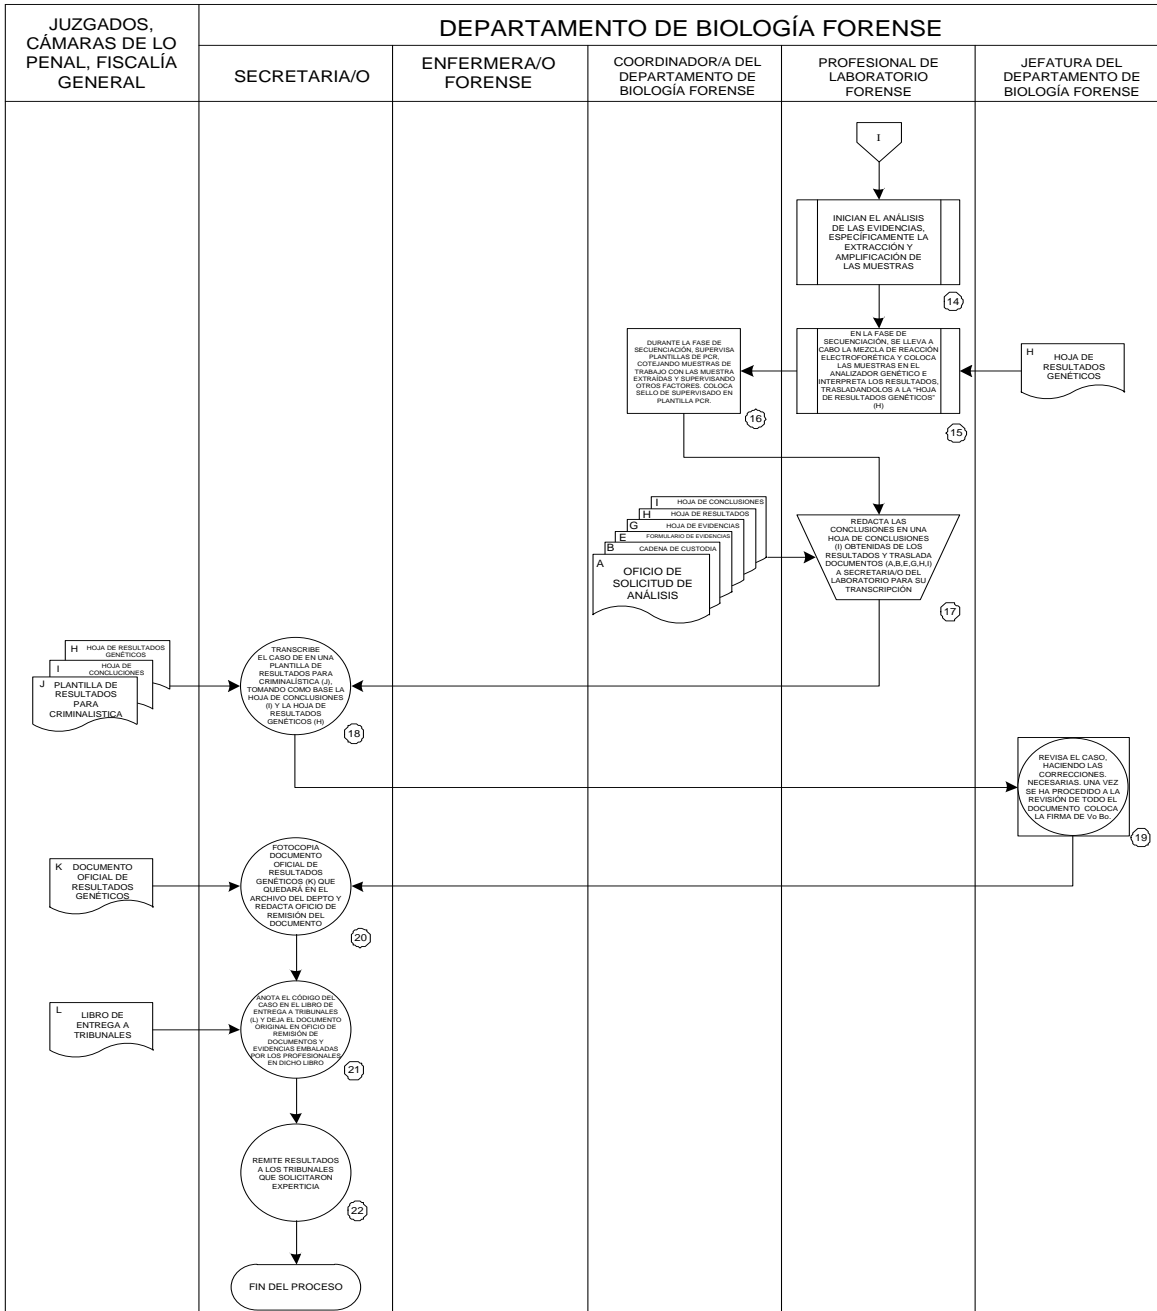 JUZGADOS,
CÁMARAS DE LO
PENAL, FISCALÍA
GENERAL
DEPARTAMENTO DE BIOLOGÍA FORENSE
SECRETARIA/O
ENFERMERA/O
FORENSE
COORDINADOR/A DEL
DEPARTAMENTO DE
BIOLOGÍA FORENSE
PROFESIONAL DE
LABORATORIO
FORENSE
JEFATURA DEL
DEPARTAMENTO DE
BIOLOGÍA FORENSE
I
INICIAN EL ANÁLISIS
DE LAS EVIDENCIAS,
ESPECÍFICAMENTE LA
EXTRACCIÓN Y
AMPLIFICACIÓN DE
LAS MUESTRAS
14
EN LA FASE DE
SECUENCIACIÓN, SE LLEVA A
CABO LA MEZCLA DE REACCIÓN
ELECTROFORÉTICA Y COLOCA
LAS MUESTRAS EN EL
ANALIZADOR GENÉTICO E
INTERPRETA LOS RESULTADOS,
TRASLADANDOLOS A LA "HOJA
DE RESULTADOS GENÉTICOS"
(H)
15
H
HOJA DE
RESULTADOS
GENÉTICOS
DURANTE LA FASE DE
SECUENCIACIÓN, SUPERVISA
PLANTILLAS DE PCR,
COTEJANDO MUESTRAS DE
TRABAJO CON LAS MUESTRA
EXTRAÍDAS Y SUPERVISANDO
OTROS FACTORES. COLOCA
SELLO DE SUPERVISADO EN
PLANTILLA PCR.
16
I HOJA DE CONCLUSIONES
H HOJA DE RESULTADOS
G HOJA DE EVIDENCIAS
E FORMULARIO DE EVIDENCIAS
B CADENA DE CUSTODIA
A
OFICIO DE
SOLICITUD DE
ANÁLISIS
REDACTA LAS
CONCLUSIONES EN UNA
HOJA DE CONCLUSIONES
(I) OBTENIDAS DE LOS
RESULTADOS Y TRASLADA
DOCUMENTOS (A,B,E,G,H,I)
A SECRETARIA/O DEL
LABORATORIO PARA SU
TRANSCRIPCIÓN
17
H HOJA DE RESULTADOS
GENÉTICOS
I HOJA DE
CONCLUCIONES
J PLANTILLA DE
RESULTADOS
PARA
CRIMINALISTICA
TRANSCRIBE
EL CASO DE EN UNA
PLANTILLA DE
RESULTADOS PARA
CRIMINALÍSTICA (J),
TOMANDO COMO BASE LA
HOJA DE CONCLUSIONES
(I) Y LA HOJA DE
RESULTADOS
GENÉTICOS (H)
18
REVISA EL CASO,
HACIENDO LAS
CORRECCIONES.
NECESARIAS. UNA VEZ
SE HA PROCEDIDO A LA
REVISIÓN DE TODO EL
DOCUMENTO COLOCA
LA FIRMA DE Vo Bo.
19
K DOCUMENTO
OFICIAL DE
RESULTADOS
GENÉTICOS
FOTOCOPIA
DOCUMENTO
OFICIAL DE
RESULTADOS
GENÉTICOS (K) QUE
QUEDARÁ EN EL
ARCHIVO DEL DEPTO Y
REDACTA OFICIO DE
REMISIÓN DEL
DOCUMENTO
20
L
LIBRO DE
ENTREGA A
TRIBUNALES
ANOTA EL CÓDIGO DEL
CASO EN EL LIBRO DE
ENTREGA A TRIBUNALES
(L) Y DEJA EL DOCUMENTO
ORIGINAL EN OFICIO DE
REMISIÓN DE
DOCUMENTOS Y
EVIDENCIAS EMBALADAS
POR LOS PROFESIONALES
EN DICHO LIBRO
21
REMITE RESULTADOS
A LOS TRIBUNALES
QUE SOLICITARON
EXPERTICIA
22
FIN DEL PROCESO